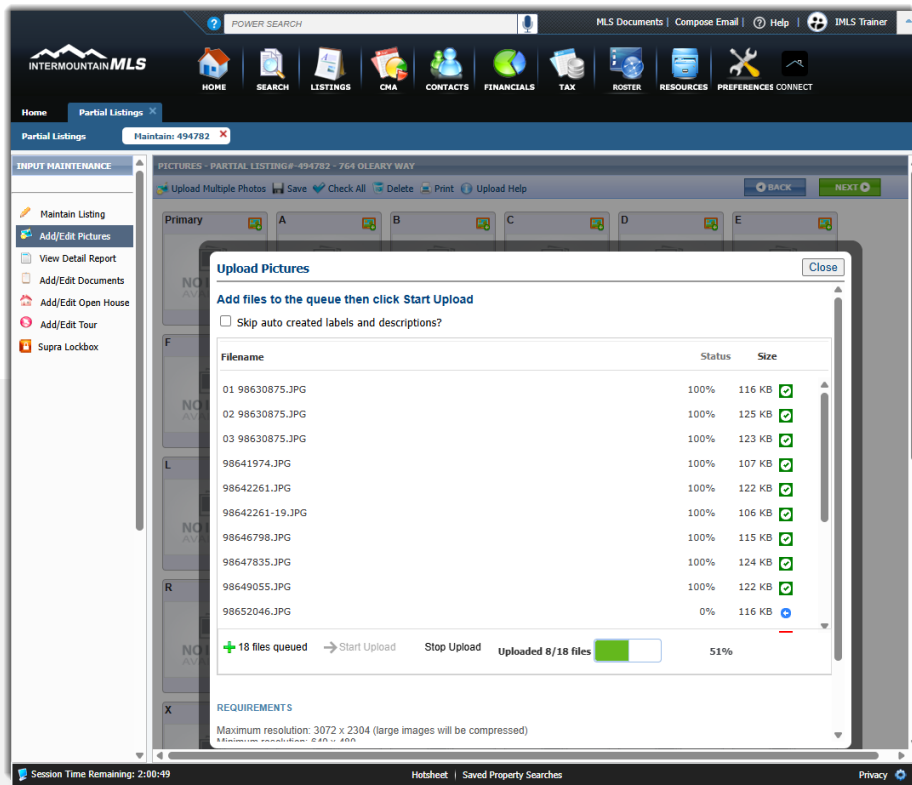 POWER SEARCH
MLS Documents | Compose Email | Help | IMLS Trainer
INTERMOUNTAIN MLS
HOME SEARCH LISTINGS CMA CONTACTS FINANCIALS TAX ROSTER RESOURCES PREFERENCES CONNECT
Home Partial Listings
Partial Listings Maintain: 494782
INPUT MAINTENANCE
Maintain Listing
Add/Edit Pictures
View Detail Report
Add/Edit Documents
Add/Edit Open House
Add/Edit Tour
Supra Lockbox
PICTURES - PARTIAL LISTING# 494782 - 764 OLEARY WAY
Upload Multiple Photos Save Check All Delete Print Upload Help BACK NEXT
Primary A B C D E
F
L
R
X
Upload Pictures Close
Add files to the queue then click Start Upload
Skip auto created labels and descriptions?
Filename Status Size
01 98630875.JPG 100% 116 KB
02 98630875.JPG 100% 125 KB
03 98630875.JPG 100% 123 KB
98641974.JPG 100% 107 KB
98642261.JPG 100% 122 KB
98642261-19.JPG 100% 106 KB
98646798.JPG 100% 115 KB
98647835.JPG 100% 124 KB
98649055.JPG 100% 122 KB
98652046.JPG 0% 116 KB
18 files queued Start Upload Stop Upload Uploaded 8/18 files 51%
REQUIREMENTS
Maximum resolution: 3072 x 2304 (large images will be compressed)
Minimum resolution: 640 x 480
Session Time Remaining: 2:00:49 Hotsheet | Saved Property Searches Privacy